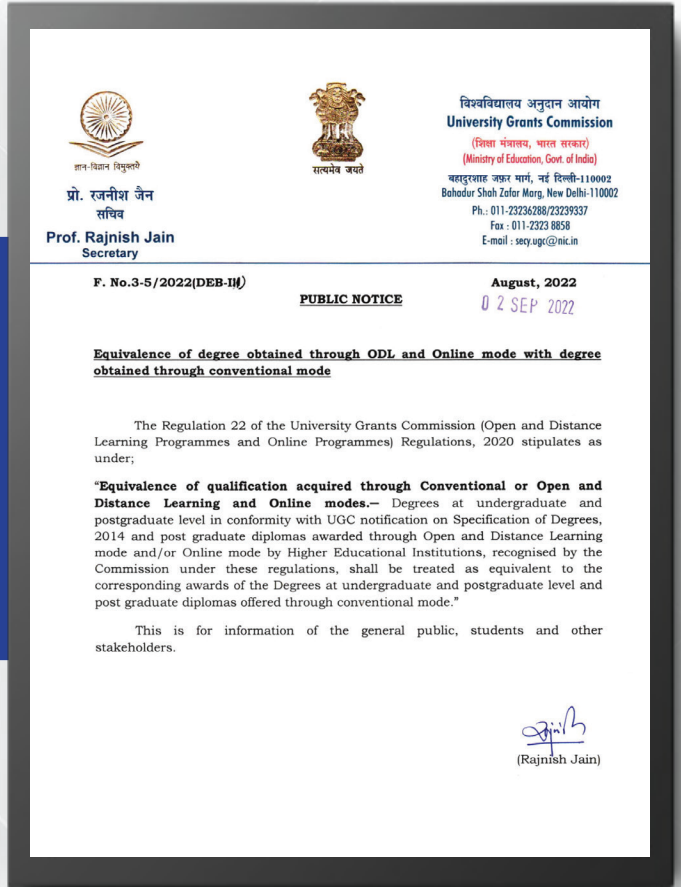 ज्ञान-विज्ञान विमुक्तये
प्रो. रजनीश जैन
सचिव
Prof. Rajnish Jain
Secretary
सत्यमेव जयते
विश्वविद्यालय अनुदान आयोग
University Grants Commission
(शिक्षा मंत्रालय, भारत सरकार)
(Ministry of Education, Govt. of India)
बहादुरशाह ज़फ़र मार्ग, नई दिल्ली-110002
Bahadur Shah Zafar Marg, New Delhi-110002
Ph.: 011-23236288/23239337
Fax : 011-2323 8858
E-mail : secy.ugc@nic.in
F. No.3-5/2022(DEB-III)
August, 2022
PUBLIC NOTICE
02 SEP 2022
Equivalence of degree obtained through ODL and Online mode with degree
obtained through conventional mode
The Regulation 22 of the University Grants Commission (Open and Distance
Learning Programmes and Online Programmes) Regulations, 2020 stipulates as
under;
“Equivalence of qualification acquired through Conventional or Open and
Distance Learning and Online modes.— Degrees at undergraduate and
postgraduate level in conformity with UGC notification on Specification of Degrees,
2014 and post graduate diplomas awarded through Open and Distance Learning
mode and/or Online mode by Higher Educational Institutions, recognised by the
Commission under these regulations, shall be treated as equivalent to the
corresponding awards of the Degrees at undergraduate and postgraduate level and
post graduate diplomas offered through conventional mode.”
This is for information of the general public, students and other
stakeholders.
(Rajnish Jain)